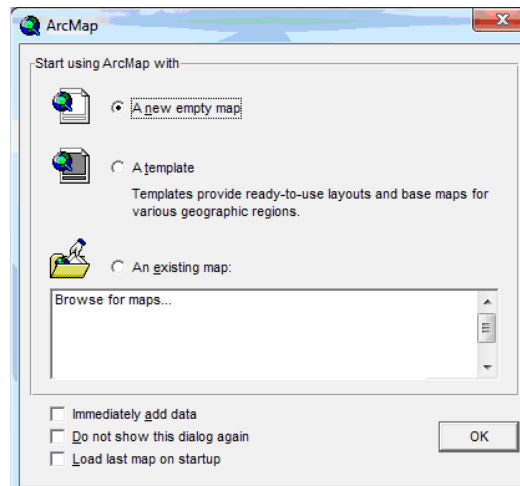 ArcMap
Start using ArcMap with
A new empty map
A template
Templates provide ready-to-use layouts and base maps for
various geographic regions.
An existing map:
Browse for maps...
Immediately add data
Do not show this dialog again
Load last map on startup
OK